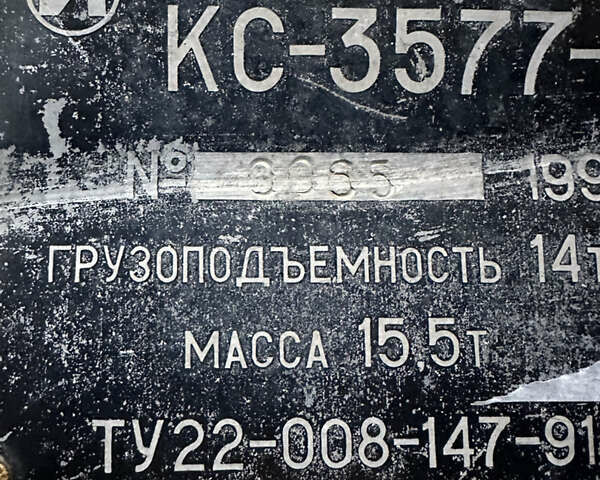 КС-3577-
№ 8065
199
ГРУЗОПОДЪЕМНОСТЬ 14т
МАССА 15,5т
ТУ22-008-147-91